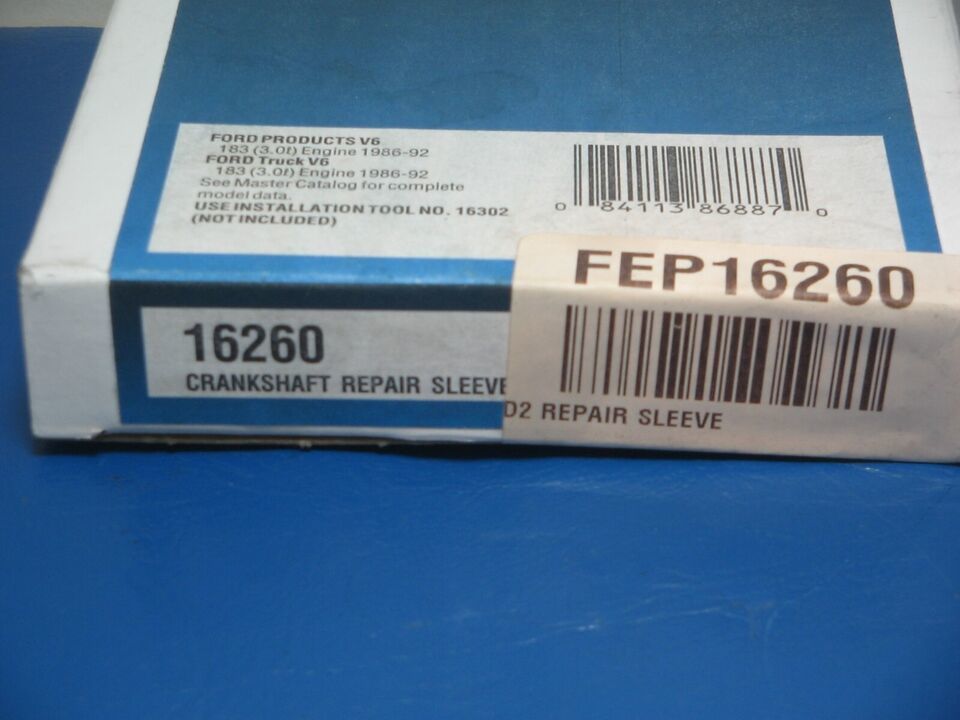 FORD PRODUCTS V6
183 (3.0ℓ) Engine 1986-92
FORD Truck V6
183 (3.0ℓ) Engine 1986-92
See Master Catalog for complete
model data.
USE INSTALLATION TOOL NO. 16302
(NOT INCLUDED)
0 84113 86887 0
FEP16260
16260
CRANKSHAFT REPAIR SLEEVE
D2 REPAIR SLEEVE